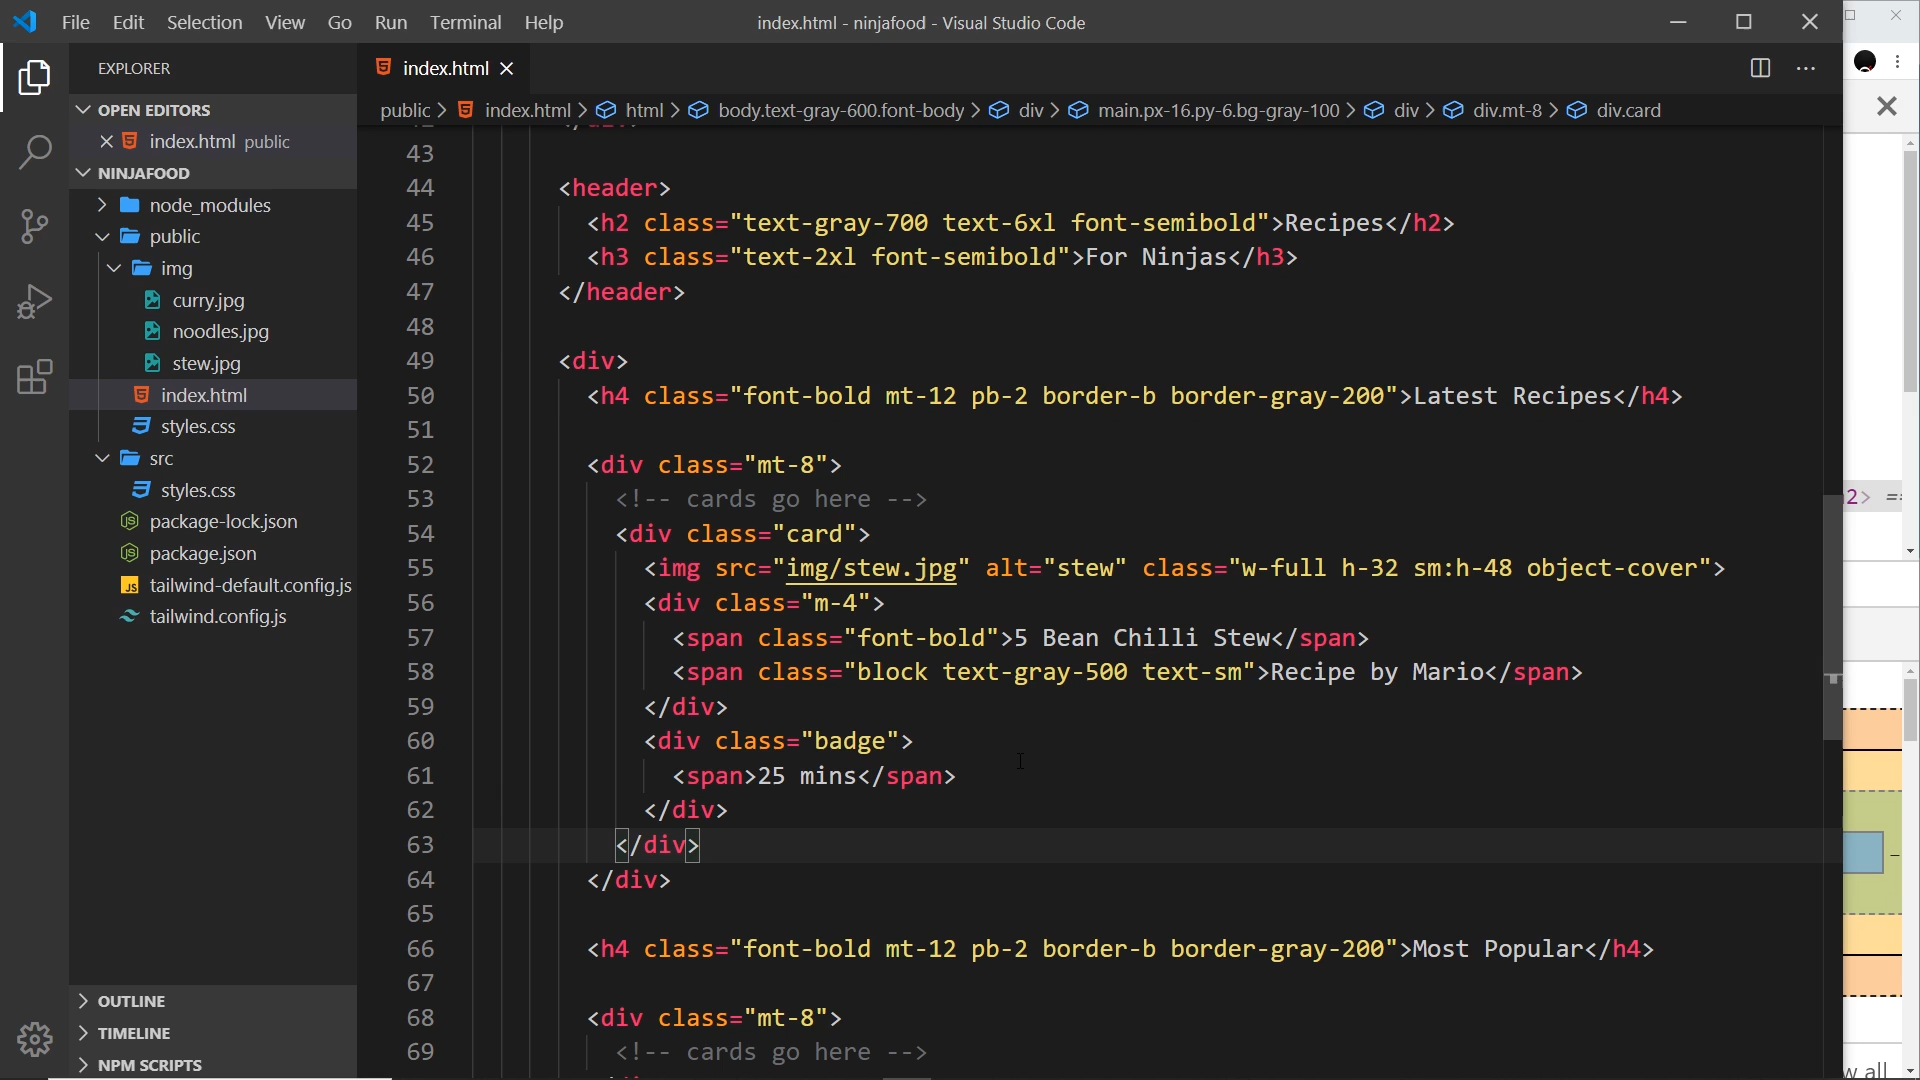 File Edit Selection View Go Run Terminal Help
index.html - ninjafood - Visual Studio Code
EXPLORER
OPEN EDITORS
index.html public
NINJAFOOD
node_modules
public
img
curry.jpg
noodles.jpg
stew.jpg
index.html
styles.css
src
styles.css
package-lock.json
package.json
tailwind-default.config.js
tailwind.config.js
OUTLINE
TIMELINE
NPM SCRIPTS
index.html
public > index.html > html > body.text-gray-600.font-body > div > main.px-16.py-6.bg-gray-100 > div > div.mt-8 > div.card
43
44 <header>
45 <h2 class="text-gray-700 text-6xl font-semibold">Recipes</h2>
46 <h3 class="text-2xl font-semibold">For Ninjas</h3>
47 </header>
48
49 <div>
50 <h4 class="font-bold mt-12 pb-2 border-b border-gray-200">Latest Recipes</h4>
51
52 <div class="mt-8">
53 <!-- cards go here -->
54 <div class="card">
55 <img src="img/stew.jpg" alt="stew" class="w-full h-32 sm:h-48 object-cover">
56 <div class="m-4">
57 <span class="font-bold">5 Bean Chilli Stew</span>
58 <span class="block text-gray-500 text-sm">Recipe by Mario</span>
59 </div>
60 <div class="badge">
61 <span>25 mins</span>
62 </div>
63 </div>
64 </div>
65
66 <h4 class="font-bold mt-12 pb-2 border-b border-gray-200">Most Popular</h4>
67
68 <div class="mt-8">
69 <!-- cards go here -->
2> ==
w all